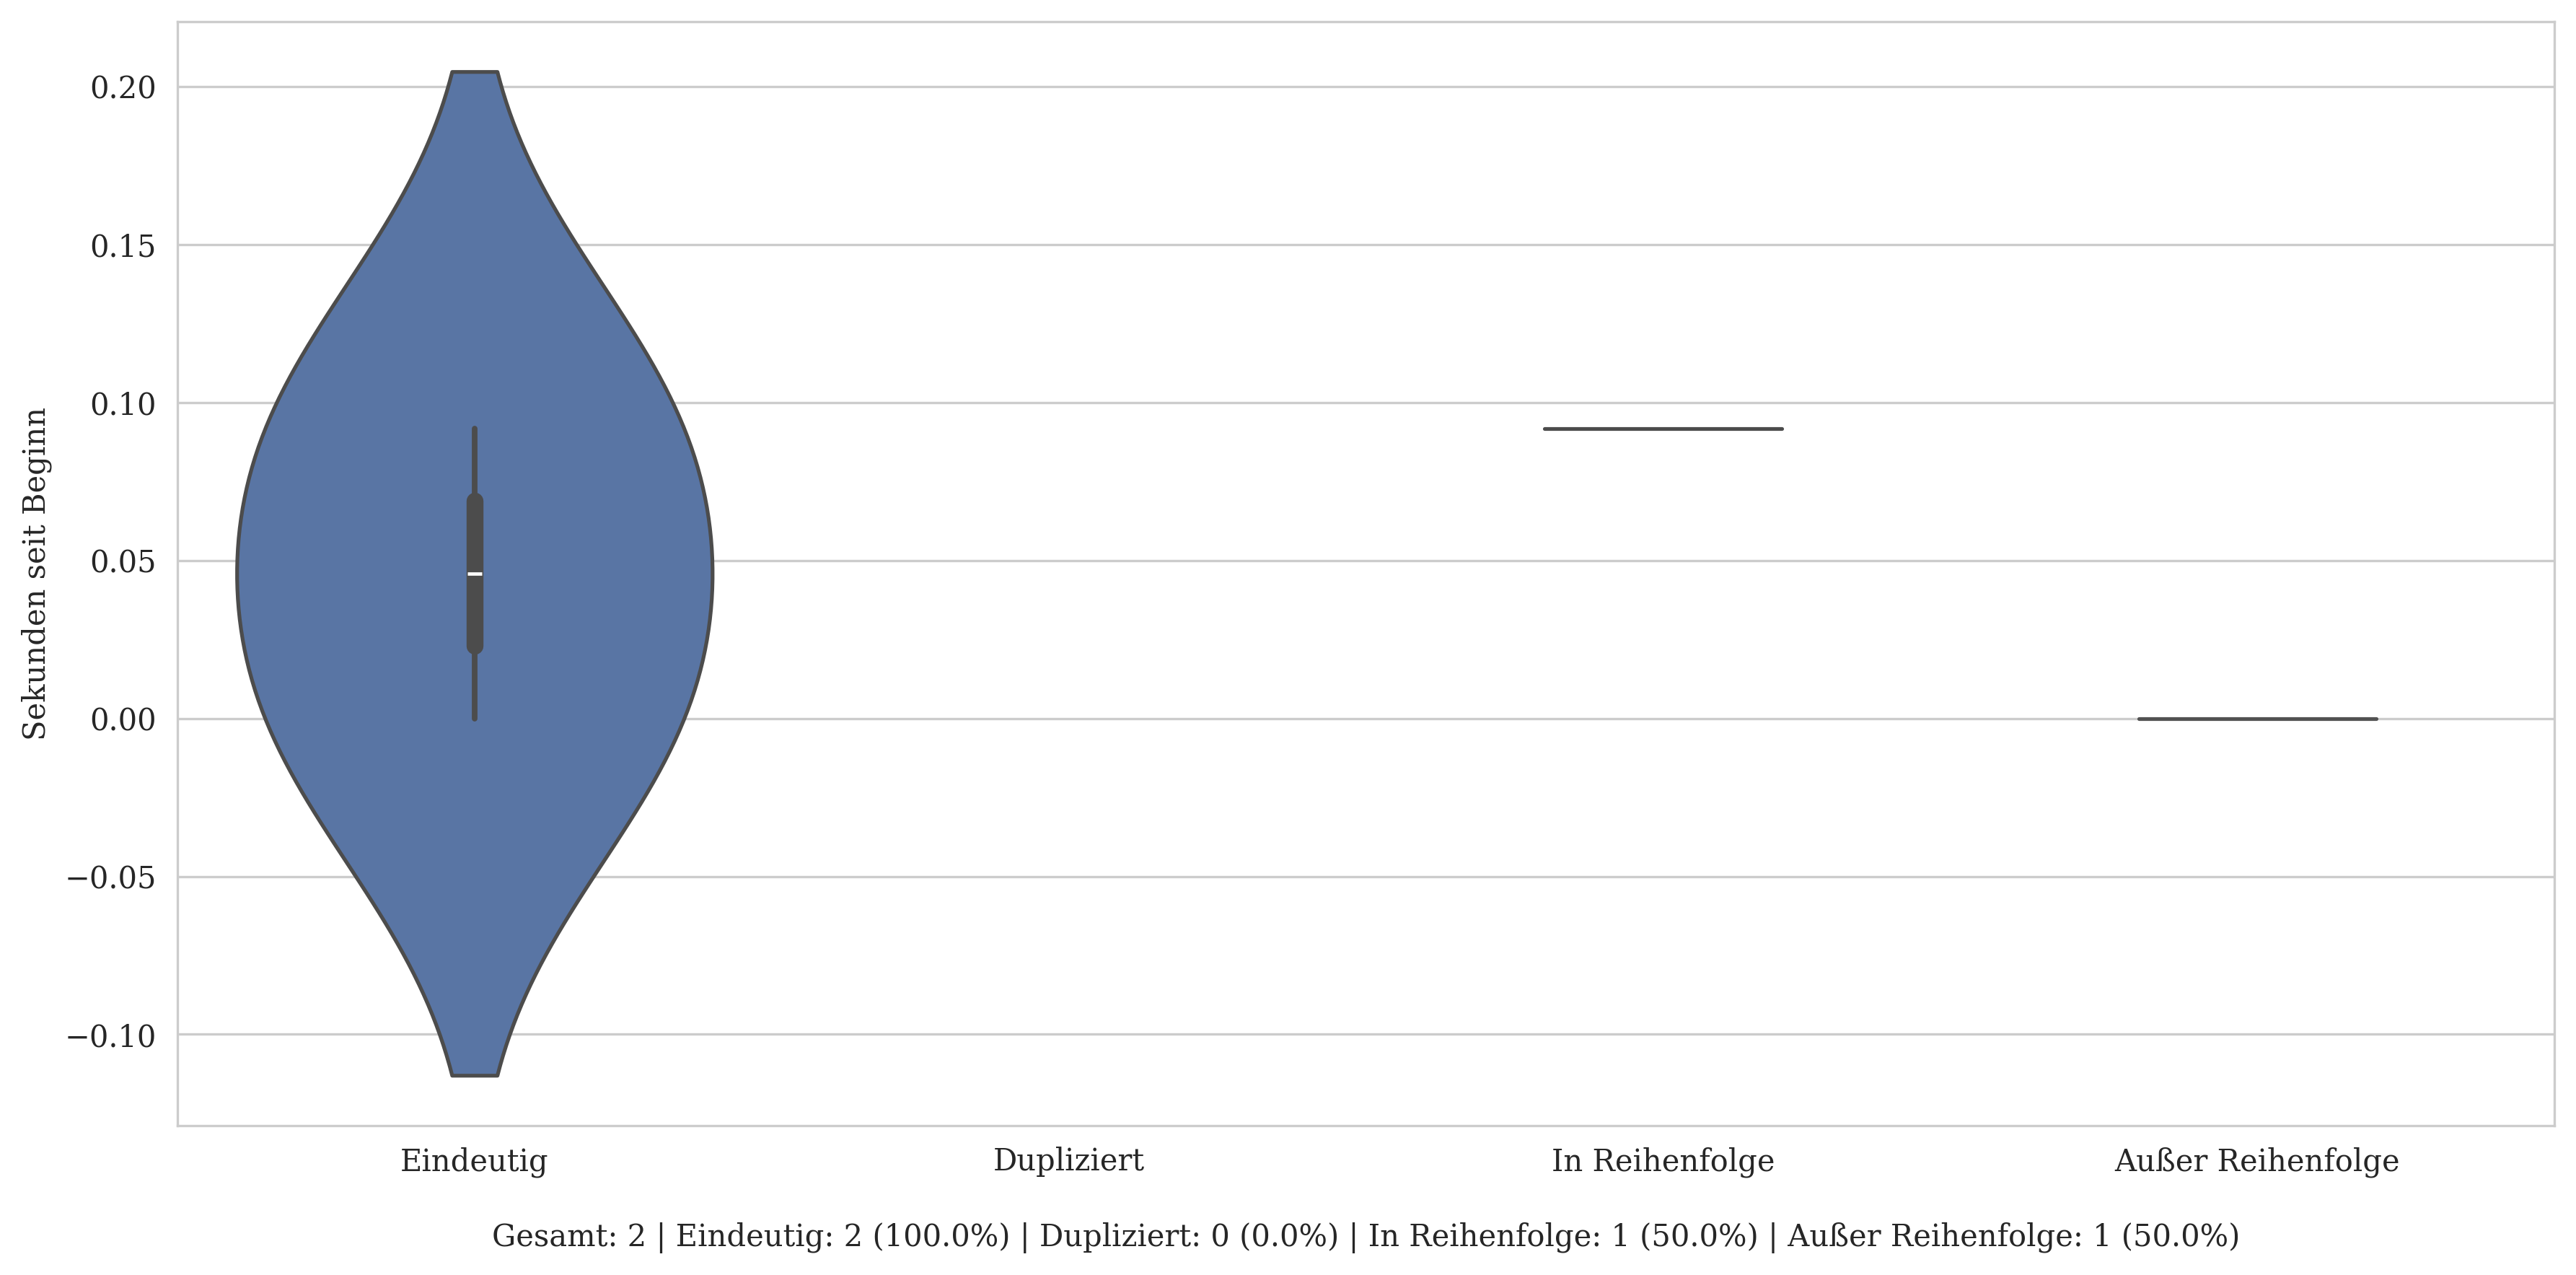 Sekunden seit Beginn
0.20
0.15
0.10
0.05
0.00
−0.05
−0.10
Eindeutig
Dupliziert
In Reihenfolge
Außer Reihenfolge
Gesamt: 2 | Eindeutig: 2 (100.0%) | Dupliziert: 0 (0.0%) | In Reihenfolge: 1 (50.0%) | Außer Reihenfolge: 1 (50.0%)